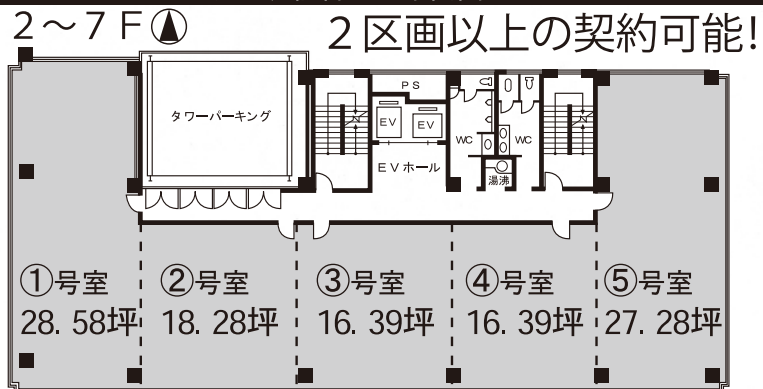 2～7F
2区画以上の契約可能!
PS
タワーパーキング
EV
EV
WC
WC
EVホール
湯沸
①号室
28.58坪
②号室
18.28坪
③号室
16.39坪
④号室
16.39坪
⑤号室
27.28坪